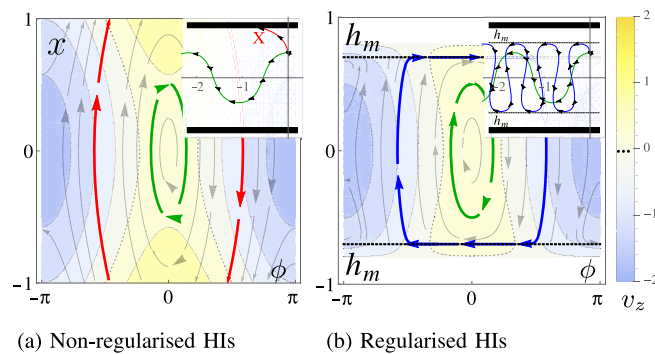 x
1
0
-1
-π
0
ϕ
π
X
-2
-1
h_m
h_m
-π
0
ϕ
π
h_m
-2
-1
h_m
2
1
0
-1
-2
v_z
(a) Non-regularised HIs
(b) Regularised HIs